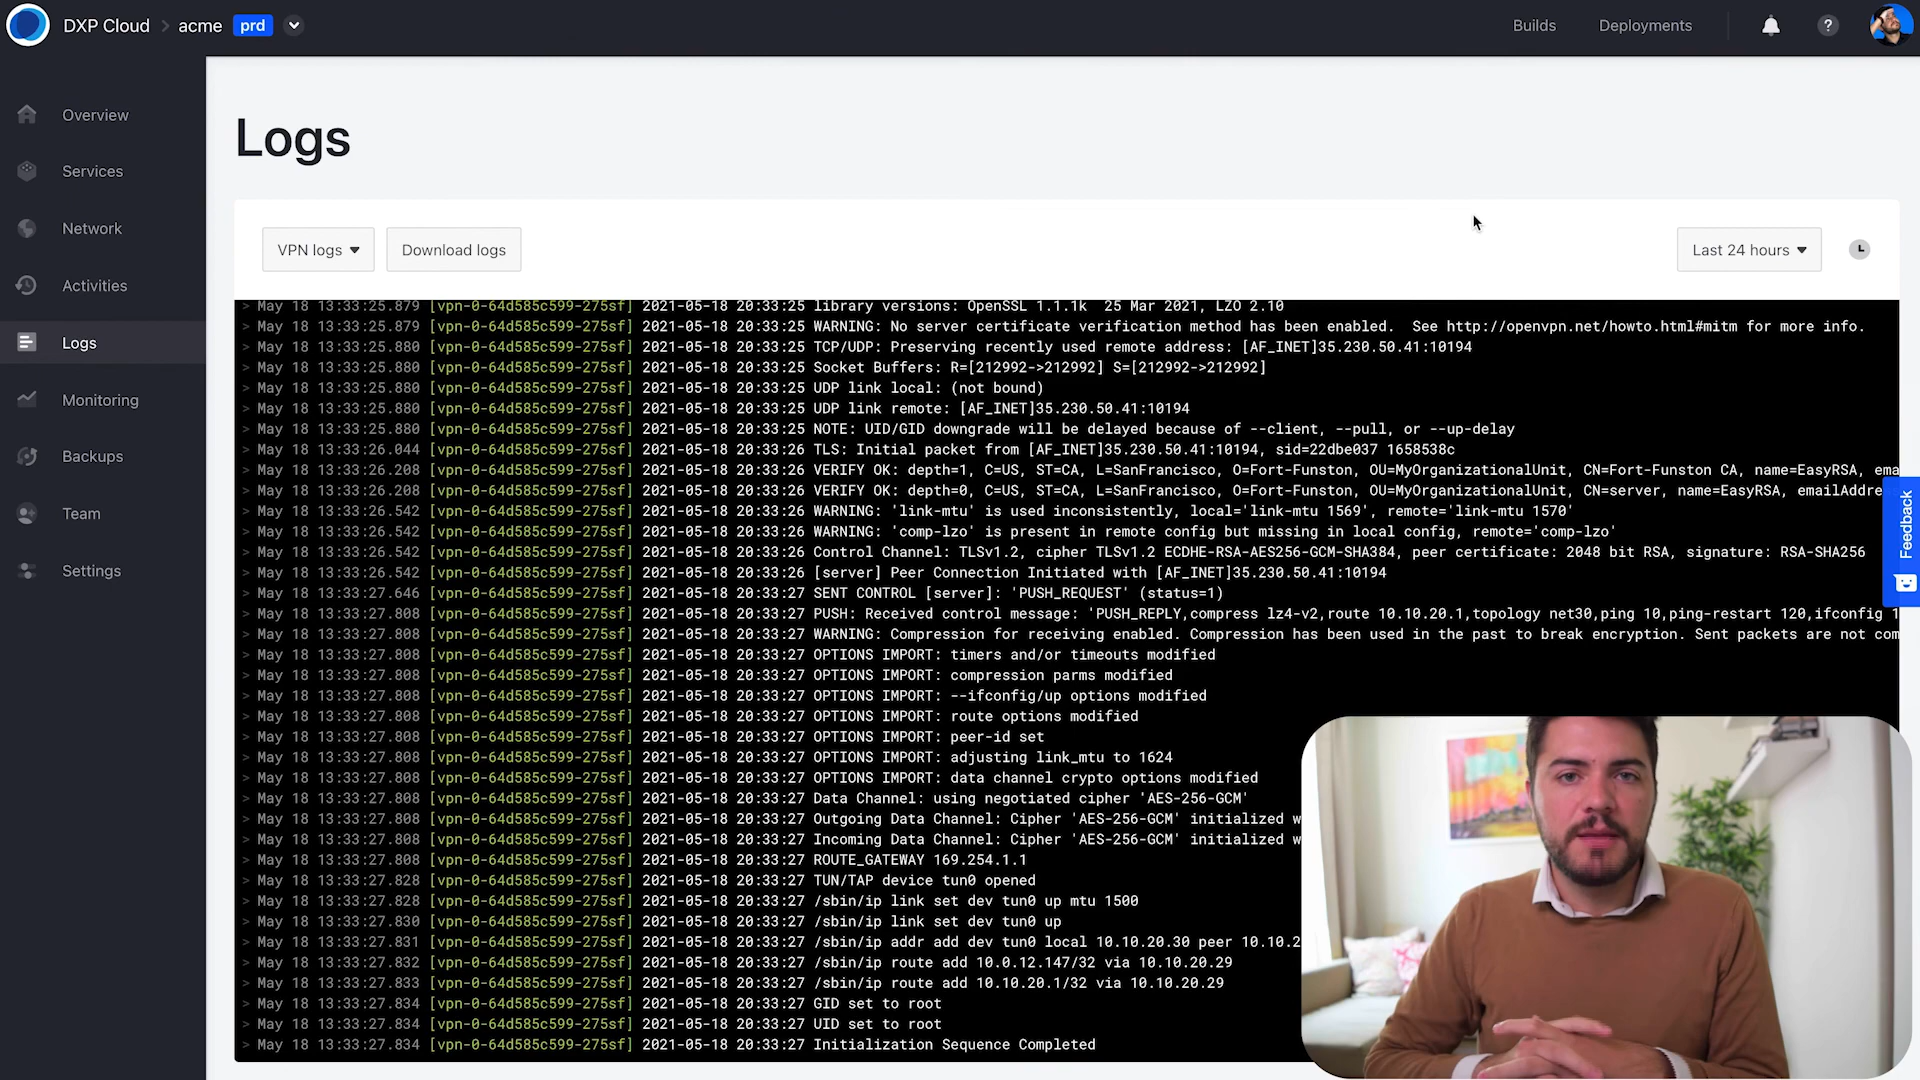 DXP Cloud > acme prd
Builds
Deployments
?
Overview
Services
Network
Activities
Logs
Monitoring
Backups
Team
Settings
Logs
VPN logs
Download logs
Last 24 hours
> May 18 13:33:25.879 [vpn-0-64d585c599-275sf] 2021-05-18 20:33:25 library versions: OpenSSL 1.1.1k 25 Mar 2021, LZO 2.10
> May 18 13:33:25.879 [vpn-0-64d585c599-275sf] 2021-05-18 20:33:25 WARNING: No server certificate verification method has been enabled. See http://openvpn.net/howto.html#mitm for more info.
> May 18 13:33:25.880 [vpn-0-64d585c599-275sf] 2021-05-18 20:33:25 TCP/UDP: Preserving recently used remote address: [AF_INET]35.230.50.41:10194
> May 18 13:33:25.880 [vpn-0-64d585c599-275sf] 2021-05-18 20:33:25 Socket Buffers: R=[212992->212992] S=[212992->212992]
> May 18 13:33:25.880 [vpn-0-64d585c599-275sf] 2021-05-18 20:33:25 UDP link local: (not bound)
> May 18 13:33:25.880 [vpn-0-64d585c599-275sf] 2021-05-18 20:33:25 UDP link remote: [AF_INET]35.230.50.41:10194
> May 18 13:33:25.880 [vpn-0-64d585c599-275sf] 2021-05-18 20:33:25 NOTE: UID/GID downgrade will be delayed because of --client, --pull, or --up-delay
> May 18 13:33:26.044 [vpn-0-64d585c599-275sf] 2021-05-18 20:33:26 TLS: Initial packet from [AF_INET]35.230.50.41:10194, sid=22dbe037 1658538c
> May 18 13:33:26.208 [vpn-0-64d585c599-275sf] 2021-05-18 20:33:26 VERIFY OK: depth=1, C=US, ST=CA, L=SanFrancisco, O=Fort-Funston, OU=MyOrganizationalUnit, CN=Fort-Funston CA, name=EasyRSA, ema
> May 18 13:33:26.208 [vpn-0-64d585c599-275sf] 2021-05-18 20:33:26 VERIFY OK: depth=0, C=US, ST=CA, L=SanFrancisco, O=Fort-Funston, OU=MyOrganizationalUnit, CN=server, name=EasyRSA, emailAddre
> May 18 13:33:26.542 [vpn-0-64d585c599-275sf] 2021-05-18 20:33:26 WARNING: 'link-mtu' is used inconsistently, local='link-mtu 1569', remote='link-mtu 1570'
> May 18 13:33:26.542 [vpn-0-64d585c599-275sf] 2021-05-18 20:33:26 WARNING: 'comp-lzo' is present in remote config but missing in local config, remote='comp-lzo'
> May 18 13:33:26.542 [vpn-0-64d585c599-275sf] 2021-05-18 20:33:26 Control Channel: TLSv1.2, cipher TLSv1.2 ECDHE-RSA-AES256-GCM-SHA384, peer certificate: 2048 bit RSA, signature: RSA-SHA256
> May 18 13:33:26.542 [vpn-0-64d585c599-275sf] 2021-05-18 20:33:26 [server] Peer Connection Initiated with [AF_INET]35.230.50.41:10194
> May 18 13:33:27.646 [vpn-0-64d585c599-275sf] 2021-05-18 20:33:27 SENT CONTROL [server]: 'PUSH_REQUEST' (status=1)
> May 18 13:33:27.808 [vpn-0-64d585c599-275sf] 2021-05-18 20:33:27 PUSH: Received control message: 'PUSH_REPLY,compress lz4-v2,route 10.10.20.1,topology net30,ping 10,ping-restart 120,ifconfig 1
> May 18 13:33:27.808 [vpn-0-64d585c599-275sf] 2021-05-18 20:33:27 WARNING: Compression for receiving enabled. Compression has been used in the past to break encryption. Sent packets are not com
> May 18 13:33:27.808 [vpn-0-64d585c599-275sf] 2021-05-18 20:33:27 OPTIONS IMPORT: timers and/or timeouts modified
> May 18 13:33:27.808 [vpn-0-64d585c599-275sf] 2021-05-18 20:33:27 OPTIONS IMPORT: compression parms modified
> May 18 13:33:27.808 [vpn-0-64d585c599-275sf] 2021-05-18 20:33:27 OPTIONS IMPORT: --ifconfig/up options modified
> May 18 13:33:27.808 [vpn-0-64d585c599-275sf] 2021-05-18 20:33:27 OPTIONS IMPORT: route options modified
> May 18 13:33:27.808 [vpn-0-64d585c599-275sf] 2021-05-18 20:33:27 OPTIONS IMPORT: peer-id set
> May 18 13:33:27.808 [vpn-0-64d585c599-275sf] 2021-05-18 20:33:27 OPTIONS IMPORT: adjusting link_mtu to 1624
> May 18 13:33:27.808 [vpn-0-64d585c599-275sf] 2021-05-18 20:33:27 OPTIONS IMPORT: data channel crypto options modified
> May 18 13:33:27.808 [vpn-0-64d585c599-275sf] 2021-05-18 20:33:27 Data Channel: using negotiated cipher 'AES-256-GCM'
> May 18 13:33:27.808 [vpn-0-64d585c599-275sf] 2021-05-18 20:33:27 Outgoing Data Channel: Cipher 'AES-256-GCM' initialized w
> May 18 13:33:27.808 [vpn-0-64d585c599-275sf] 2021-05-18 20:33:27 Incoming Data Channel: Cipher 'AES-256-GCM' initialized w
> May 18 13:33:27.808 [vpn-0-64d585c599-275sf] 2021-05-18 20:33:27 ROUTE_GATEWAY 169.254.1.1
> May 18 13:33:27.828 [vpn-0-64d585c599-275sf] 2021-05-18 20:33:27 TUN/TAP device tun0 opened
> May 18 13:33:27.828 [vpn-0-64d585c599-275sf] 2021-05-18 20:33:27 /sbin/ip link set dev tun0 up mtu 1500
> May 18 13:33:27.830 [vpn-0-64d585c599-275sf] 2021-05-18 20:33:27 /sbin/ip link set dev tun0 up
> May 18 13:33:27.831 [vpn-0-64d585c599-275sf] 2021-05-18 20:33:27 /sbin/ip addr add dev tun0 local 10.10.20.30 peer 10.10.2
> May 18 13:33:27.832 [vpn-0-64d585c599-275sf] 2021-05-18 20:33:27 /sbin/ip route add 10.0.12.147/32 via 10.10.20.29
> May 18 13:33:27.833 [vpn-0-64d585c599-275sf] 2021-05-18 20:33:27 /sbin/ip route add 10.10.20.1/32 via 10.10.20.29
> May 18 13:33:27.834 [vpn-0-64d585c599-275sf] 2021-05-18 20:33:27 GID set to root
> May 18 13:33:27.834 [vpn-0-64d585c599-275sf] 2021-05-18 20:33:27 UID set to root
> May 18 13:33:27.834 [vpn-0-64d585c599-275sf] 2021-05-18 20:33:27 Initialization Sequence Completed
Feedback